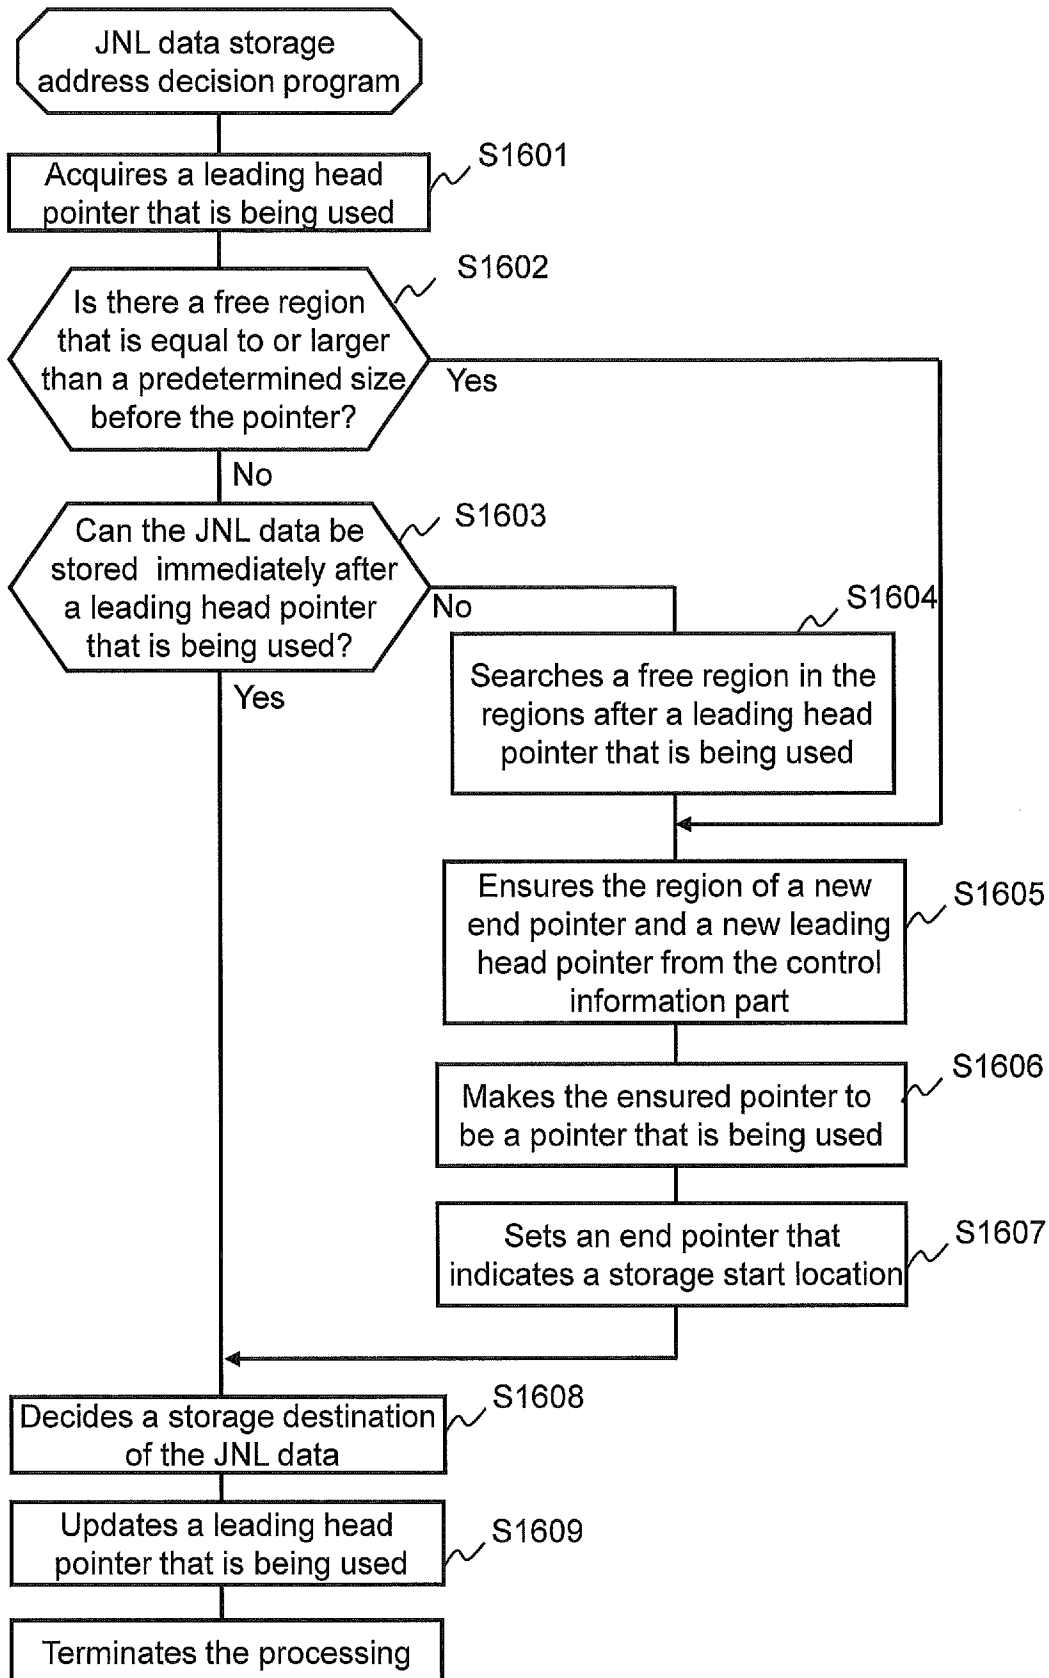 JNL data storage
address decision program
S1601
Acquires a leading head
pointer that is being used
S1602
Is there a free region
that is equal to or larger
than a predetermined size
before the pointer?
Yes
No
S1603
Can the JNL data be
stored immediately after
a leading head pointer
that is being used?
No
Yes
S1604
Searches a free region in the
regions after a leading head
pointer that is being used
S1605
Ensures the region of a new
end pointer and a new leading
head pointer from the control
information part
S1606
Makes the ensured pointer to
be a pointer that is being used
S1607
Sets an end pointer that
indicates a storage start location
S1608
Decides a storage destination
of the JNL data
S1609
Updates a leading head
pointer that is being used
Terminates the processing